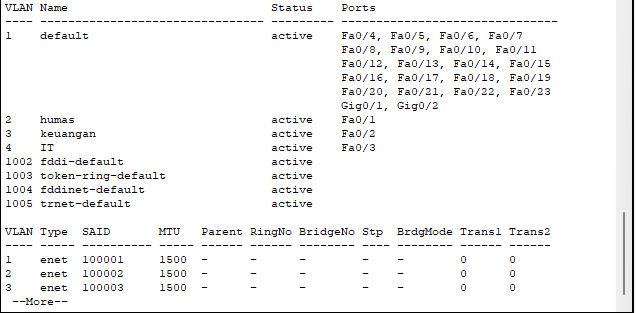 VLAN Name                             Status    Ports
---- -------------------------------- --------- -------------------------------
1    default                          active    Fa0/4, Fa0/5, Fa0/6, Fa0/7
                                                Fa0/8, Fa0/9, Fa0/10, Fa0/11
                                                Fa0/12, Fa0/13, Fa0/14, Fa0/15
                                                Fa0/16, Fa0/17, Fa0/18, Fa0/19
                                                Fa0/20, Fa0/21, Fa0/22, Fa0/23
                                                Gig0/1, Gig0/2
2    humas                            active    Fa0/1
3    keuangan                         active    Fa0/2
4    IT                               active    Fa0/3
1002 fddi-default                     active
1003 token-ring-default               active
1004 fddinet-default                  active
1005 trnet-default                    active

VLAN Type  SAID       MTU   Parent RingNo BridgeNo Stp  BrdgMode Trans1 Trans2
---- ----- ---------- ----- ------ ------ -------- ---- -------- ------ ------
1    enet  100001     1500  -      -      -        -    -        0      0
2    enet  100002     1500  -      -      -        -    -        0      0
3    enet  100003     1500  -      -      -        -    -        0      0
 --More--